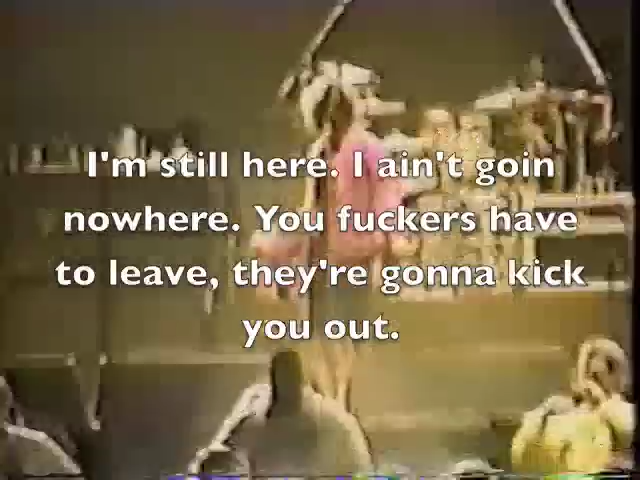 I'm still here. I ain't goin
nowhere. You fuckers have
to leave, they're gonna kick
you out.